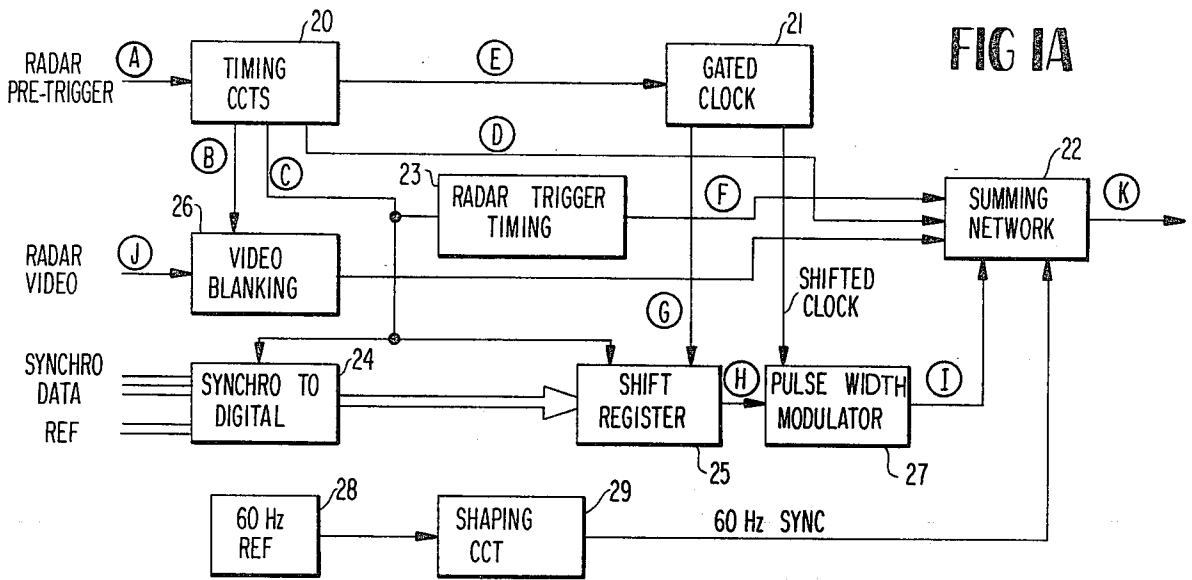 20
21
FIG 1A
RADAR
PRE-TRIGGER
A
TIMING
CCTS
E
GATED
CLOCK
B
C
D
22
23
RADAR TRIGGER
TIMING
F
SUMMING
NETWORK
K
26
RADAR
VIDEO
J
VIDEO
BLANKING
G
SHIFTED
CLOCK
SYNCHRO
DATA
REF
24
SYNCHRO TO
DIGITAL
SHIFT
REGISTER
H
PULSE WIDTH
MODULATOR
I
25
27
28
60 Hz
REF
29
SHAPING
CCT
60 Hz SYNC